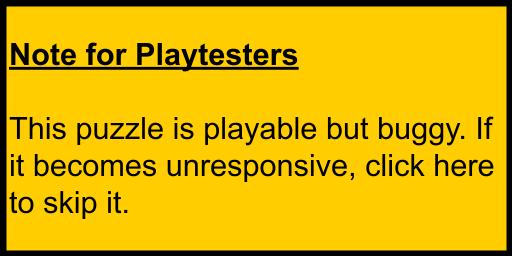 Note for Playtesters
This puzzle is playable but buggy. If
it becomes unresponsive, click here
to skip it.